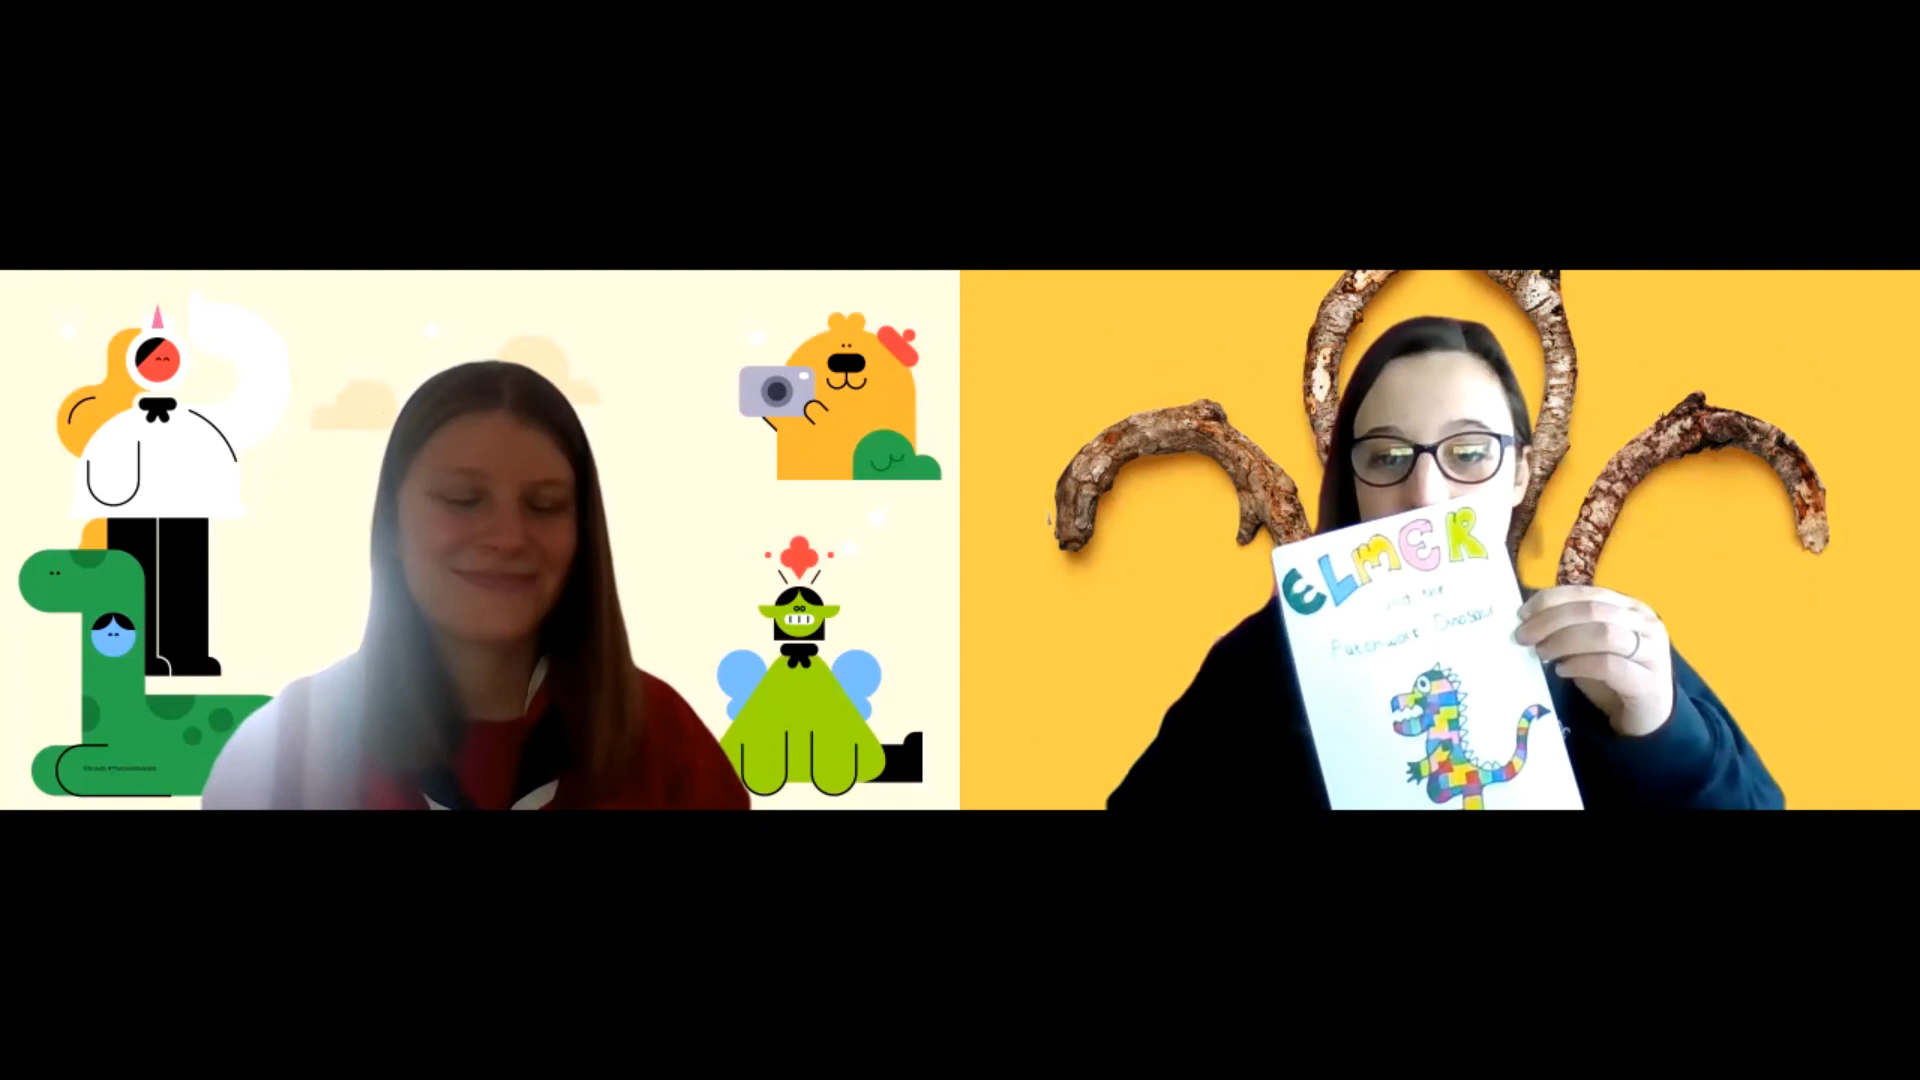 ELMER
and the
Patchwork Dinosaur